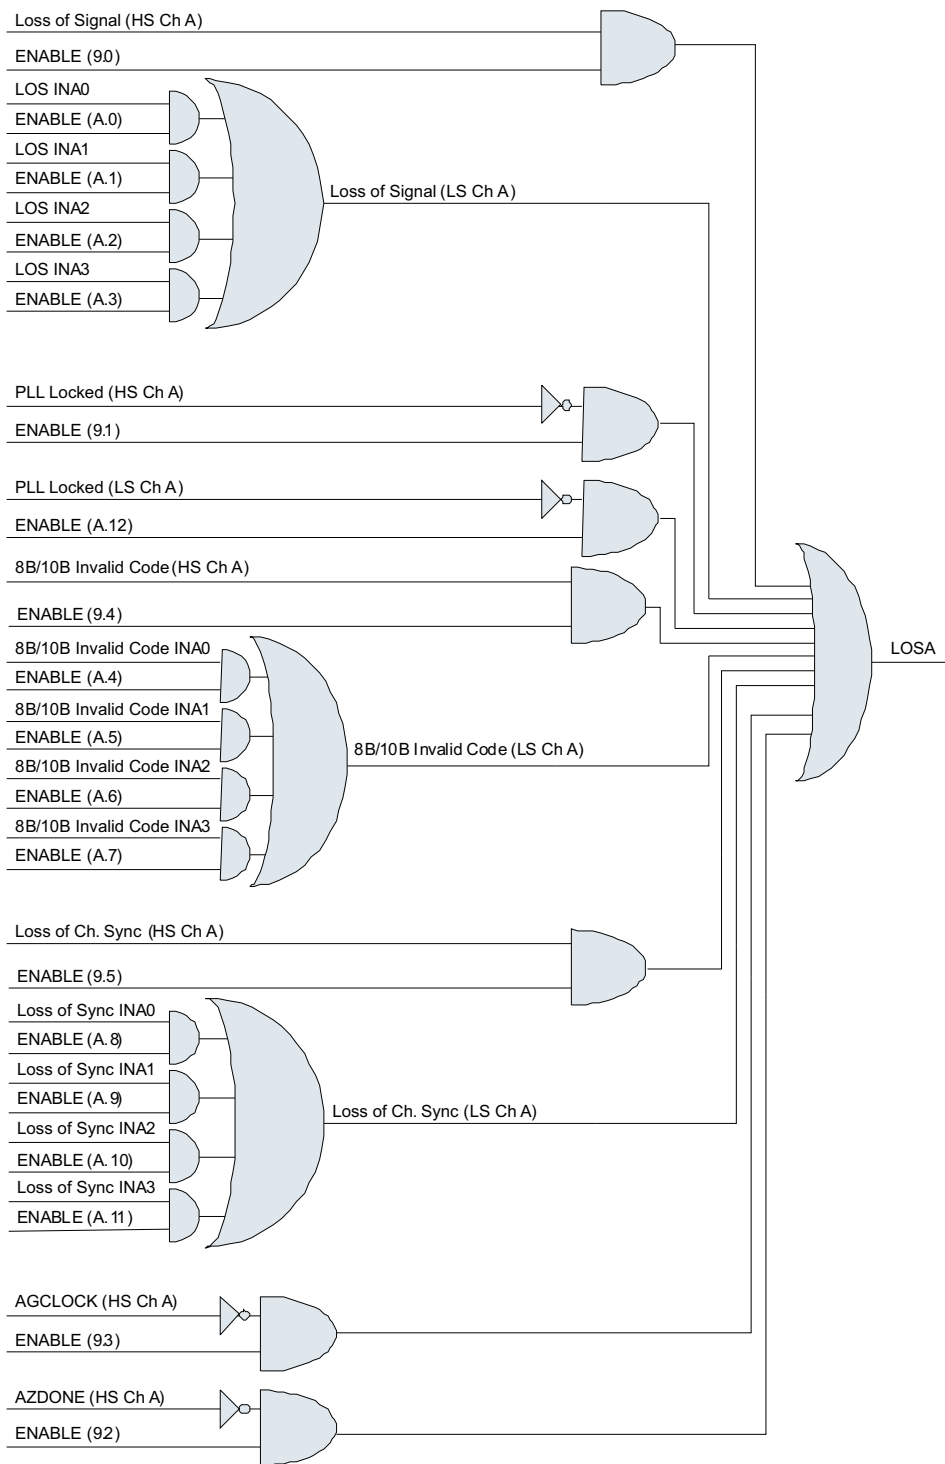 Loss of Signal (HS Ch A)
ENABLE (9.0)
LOS INA0
ENABLE (A.0)
LOS INA1
ENABLE (A.1)
Loss of Signal (LS Ch A)
LOS INA2
ENABLE (A.2)
LOS INA3
ENABLE (A.3)
PLL Locked (HS Ch A)
ENABLE (9.1)
PLL Locked (LS Ch A)
ENABLE (A.12)
8B/10B Invalid Code (HS Ch A)
ENABLE (9.4)
8B/10B Invalid Code INA0
LOSA
ENABLE (A.4)
8B/10B Invalid Code INA1
ENABLE (A.5)
8B/10B Invalid Code (LS Ch A)
8B/10B Invalid Code INA2
ENABLE (A.6)
8B/10B Invalid Code INA3
ENABLE (A.7)
Loss of Ch. Sync (HS Ch A)
ENABLE (9.5)
Loss of Sync INA0
ENABLE (A.8)
Loss of Sync INA1
ENABLE (A.9)
Loss of Ch. Sync (LS Ch A)
Loss of Sync INA2
ENABLE (A.10)
Loss of Sync INA3
ENABLE (A.11)
AGCLOCK (HS Ch A)
ENABLE (9.3)
AZDONE (HS Ch A)
ENABLE (9.2)